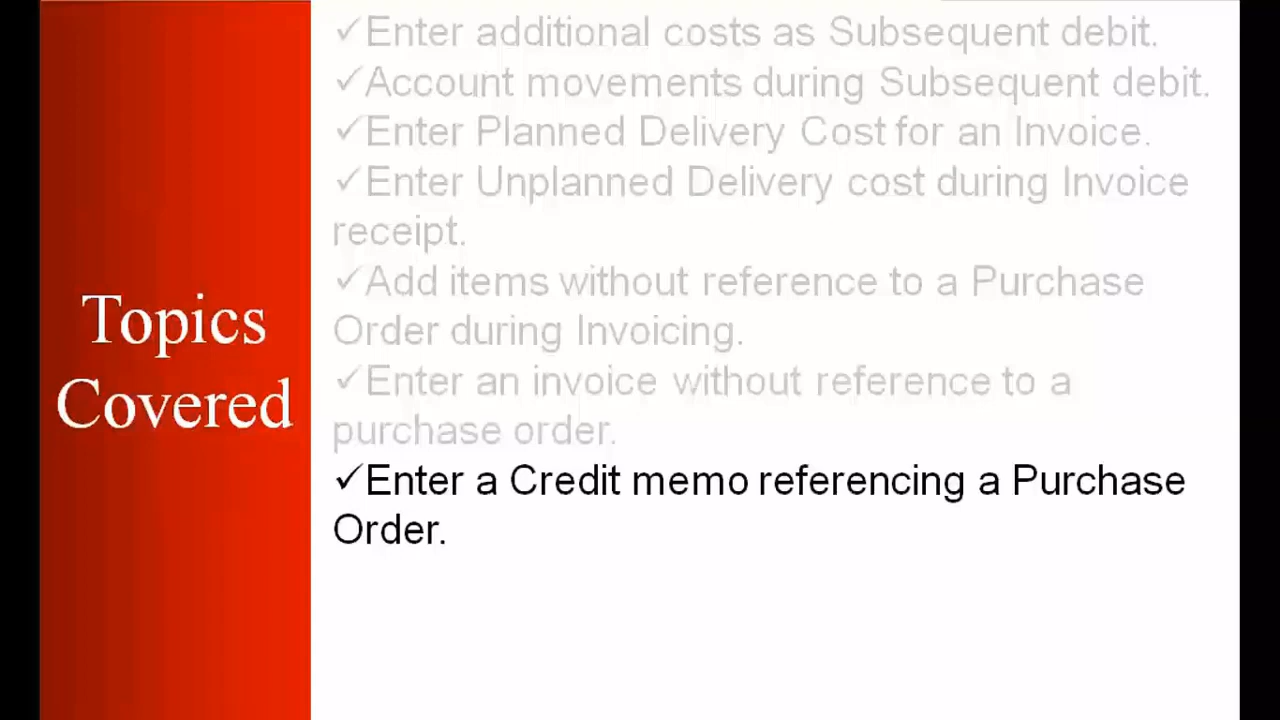 Topics
Covered
✓Enter additional costs as Subsequent debit.
✓Account movements during Subsequent debit.
✓Enter Planned Delivery Cost for an Invoice.
✓Enter Unplanned Delivery cost during Invoice
receipt.
✓Add items without reference to a Purchase
Order during Invoicing.
✓Enter an invoice without reference to a
purchase order.
✓Enter a Credit memo referencing a Purchase
Order.